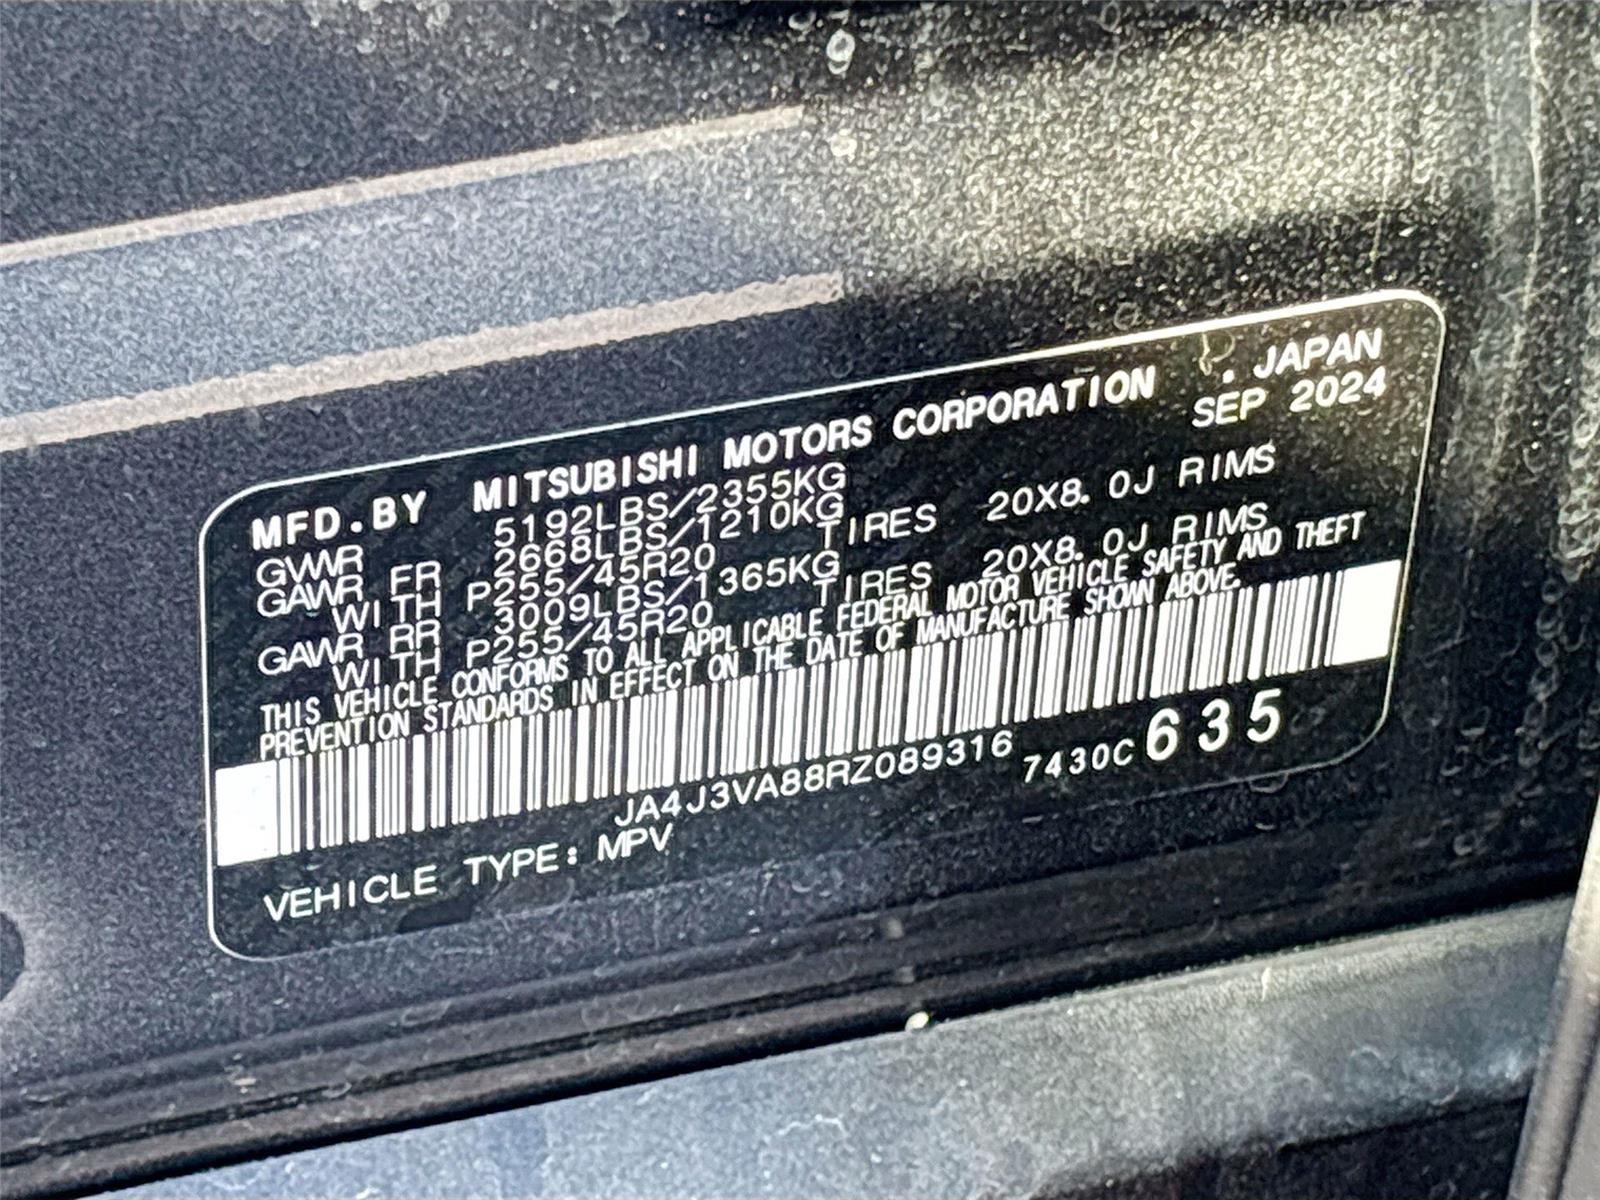 MFD.BY MITSUBISHI MOTORS CORPORATION . JAPAN
SEP 2024
GVWR 5192LBS/2355KG
GAWR FR 2668LBS/1210KG
WITH P255/45R20 TIRES 20X8.0J RIMS
GAWR RR 3009LBS/1365KG
WITH P255/45R20 TIRES 20X8.0J RIMS
THIS VEHICLE CONFORMS TO ALL APPLICABLE FEDERAL MOTOR VEHICLE SAFETY AND THEFT
PREVENTION STANDARDS IN EFFECT ON THE DATE OF MANUFACTURE SHOWN ABOVE.
JA4J3VA88RZ089316 7430C 635
VEHICLE TYPE: MPV